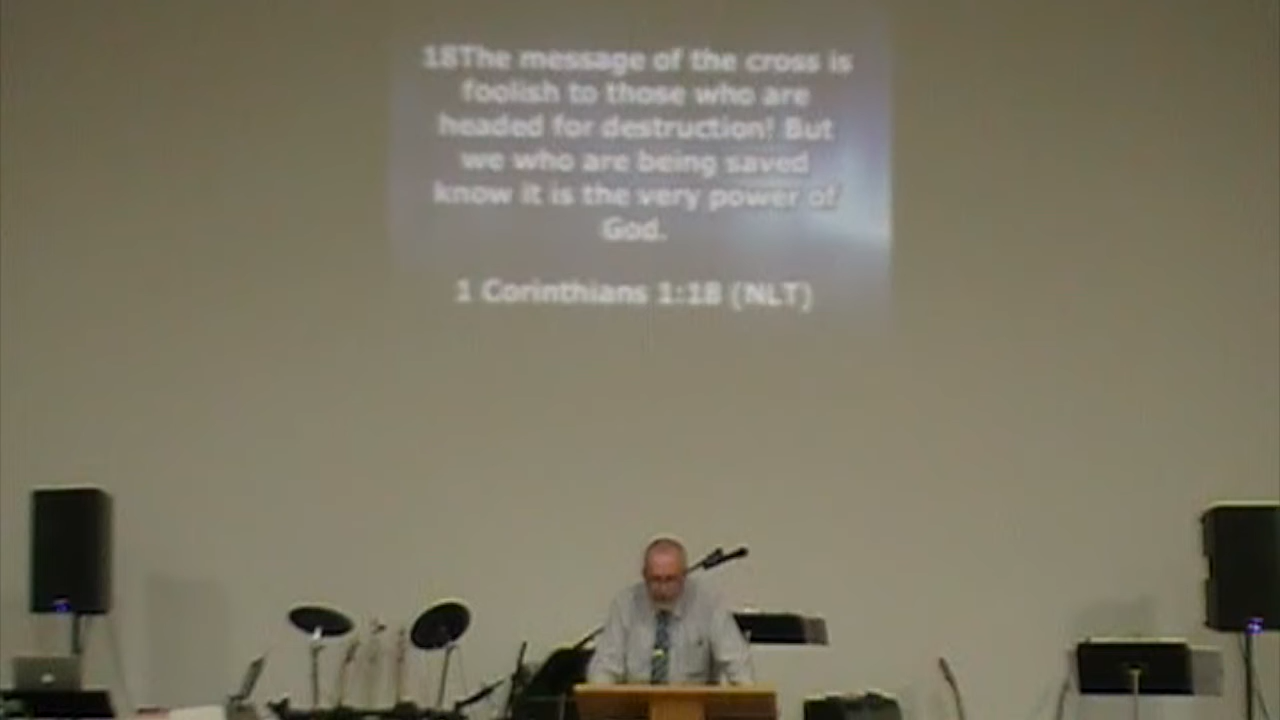 18The message of the cross is
foolish to those who are
headed for destruction! But
we who are being saved
know it is the very power of
God.
1 Corinthians 1:18 (NLT)